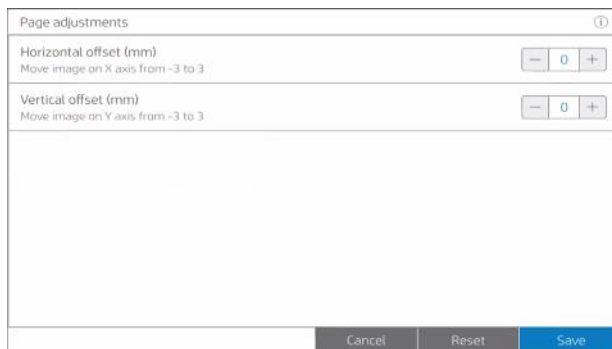 Page adjustments
Horizontal offset (mm)
Move image on X axis from -3 to 3
− 0 +
Vertical offset (mm)
Move image on Y axis from -3 to 3
− 0 +
Cancel Reset Save